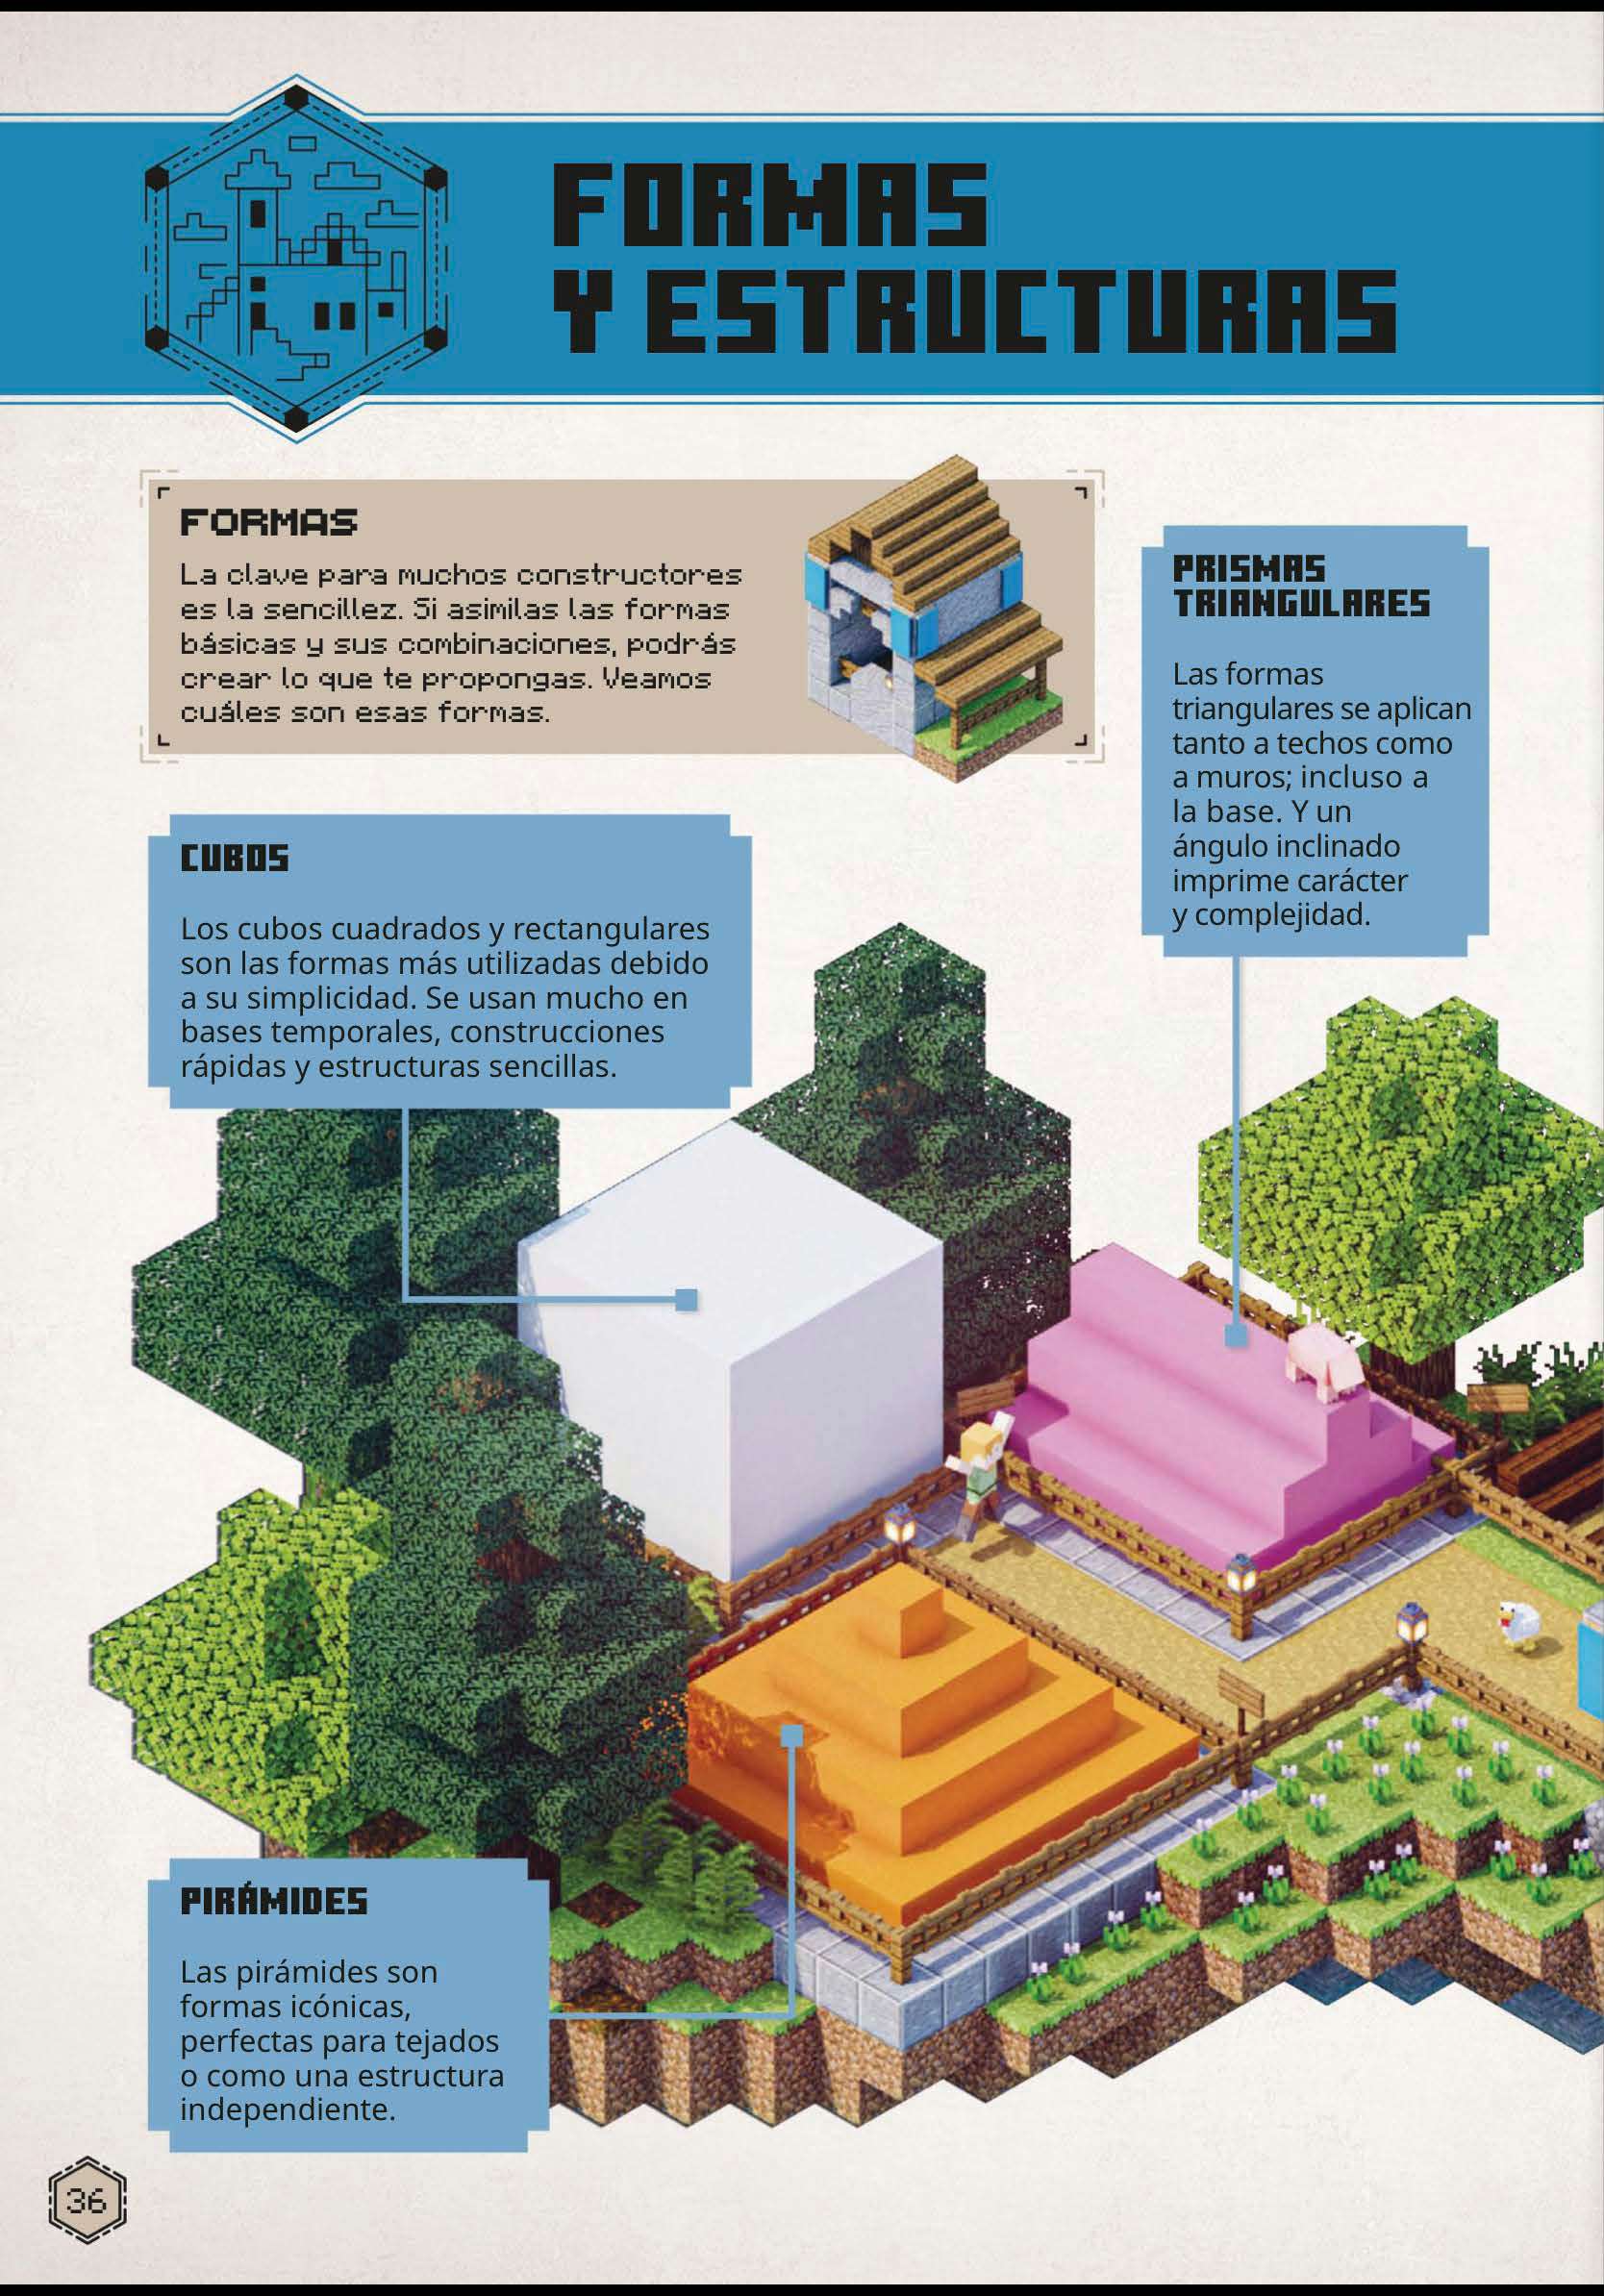 FORMAS
Y ESTRUCTURAS
FORMAS
La clave para muchos constructores
es la sencillez. Si asimilas las formas
básicas y sus combinaciones, podrás
crear lo que te propongas. Veamos
cuáles son esas formas.
PRISMAS
TRIANGULARES
Las formas
triangulares se aplican
tanto a techos como
a muros; incluso a
la base. Y un
ángulo inclinado
imprime carácter
y complejidad.
CUBOS
Los cubos cuadrados y rectangulares
son las formas más utilizadas debido
a su simplicidad. Se usan mucho en
bases temporales, construcciones
rápidas y estructuras sencillas.
PIRÁMIDES
Las pirámides son
formas icónicas,
perfectas para tejados
o como una estructura
independiente.
36